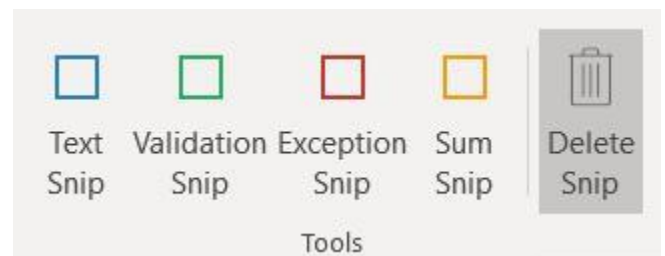 Text Snip
Validation Snip
Exception Snip
Sum Snip
Delete Snip
Tools